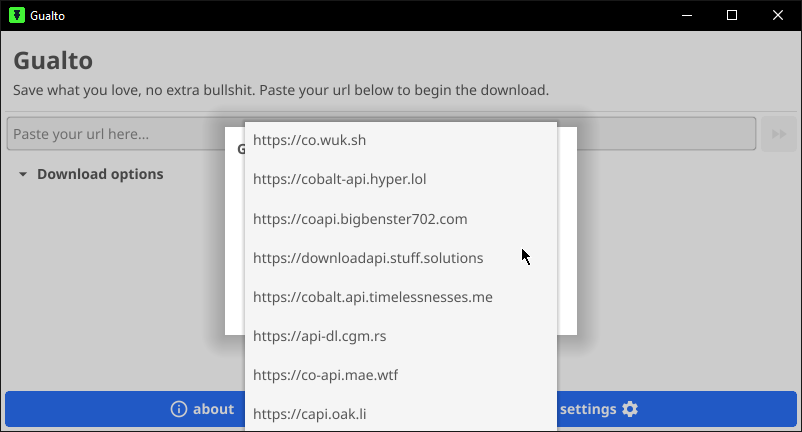 Gualto
Gualto
Save what you love, no extra bullshit. Paste your url below to begin the download.
Paste your url here...
Download options
G
https://co.wuk.sh
https://cobalt-api.hyper.lol
https://coapi.bigbenster702.com
https://downloadapi.stuff.solutions
https://cobalt.api.timelessnesses.me
https://api-dl.cgm.rs
https://co-api.mae.wtf
https://capi.oak.li
about
settings